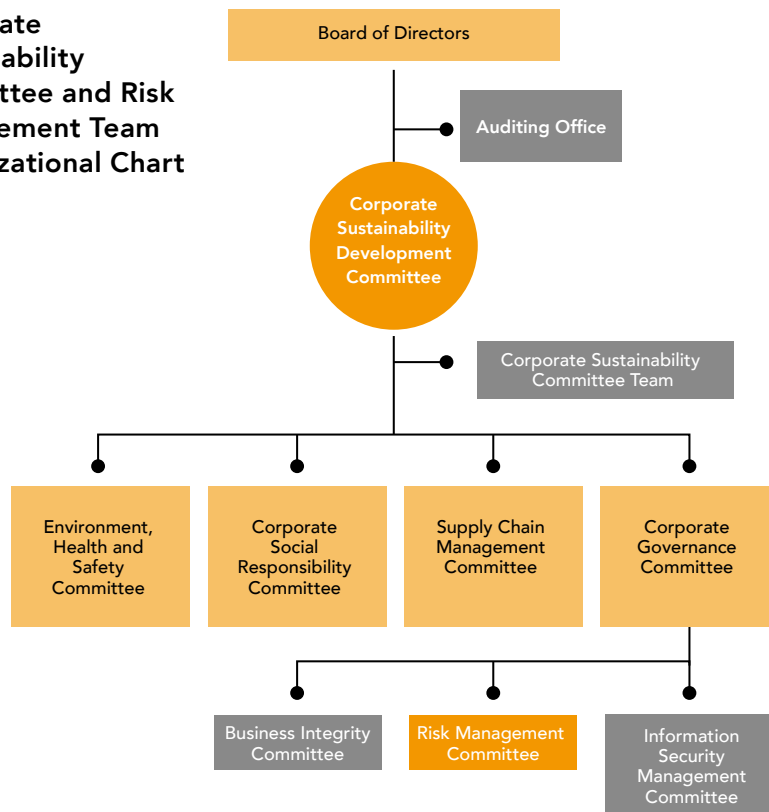 ate
ability
ttee and Risk
ement Team
zational Chart
Board of Directors
Auditing Office
Corporate
Sustainability
Development
Committee
Corporate Sustainability
Committee Team
Environment,
Health and
Safety
Committee
Corporate
Social
Responsibility
Committee
Supply Chain
Management
Committee
Corporate
Governance
Committee
Business Integrity
Committee
Risk Management
Committee
Information
Security
Management
Committee